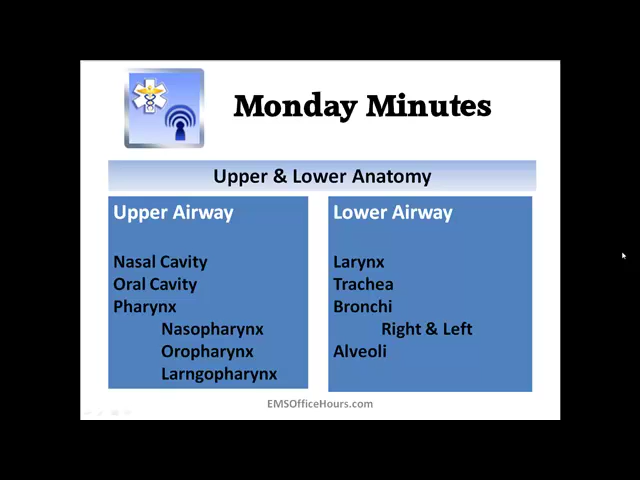 Monday Minutes
Upper & Lower Anatomy
Upper Airway
Nasal Cavity
Oral Cavity
Pharynx
Nasopharynx
Oropharynx
Larngopharynx
Lower Airway
Larynx
Trachea
Bronchi
Right & Left
Alveoli
EMSOfficeHours.com